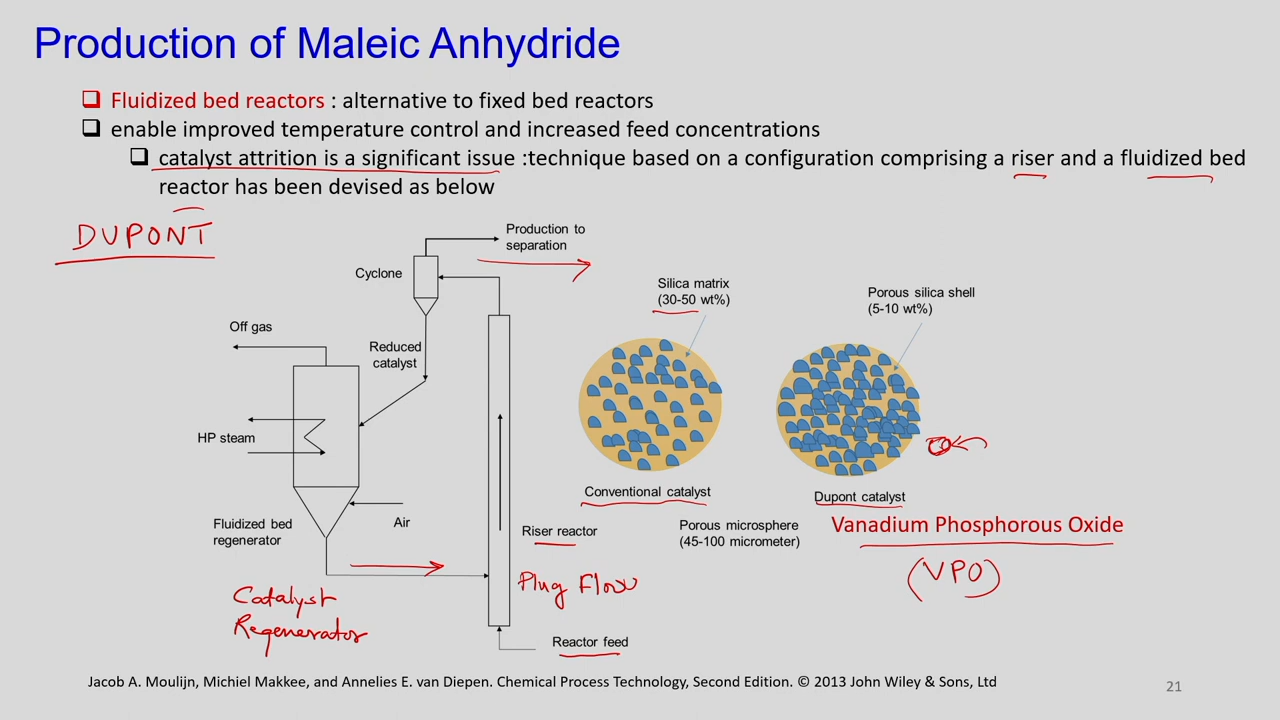 Production of Maleic Anhydride
Fluidized bed reactors : alternative to fixed bed reactors
enable improved temperature control and increased feed concentrations
catalyst attrition is a significant issue :technique based on a configuration comprising a riser and a fluidized bed
reactor has been devised as below
DUPONT
Production to
separation
Cyclone
Silica matrix
(30-50 wt%)
Porous silica shell
(5-10 wt%)
Off gas
Reduced
catalyst
HP steam
Conventional catalyst
Dupont catalyst
Fluidized bed
regenerator
Air
Riser reactor
Porous microsphere
(45-100 micrometer)
Vanadium Phosphorous Oxide
(VPO)
Plug Flow
Catalyst
Regenerator
Reactor feed
Jacob A. Moulijn, Michiel Makkee, and Annelies E. van Diepen. Chemical Process Technology, Second Edition. © 2013 John Wiley & Sons, Ltd
21